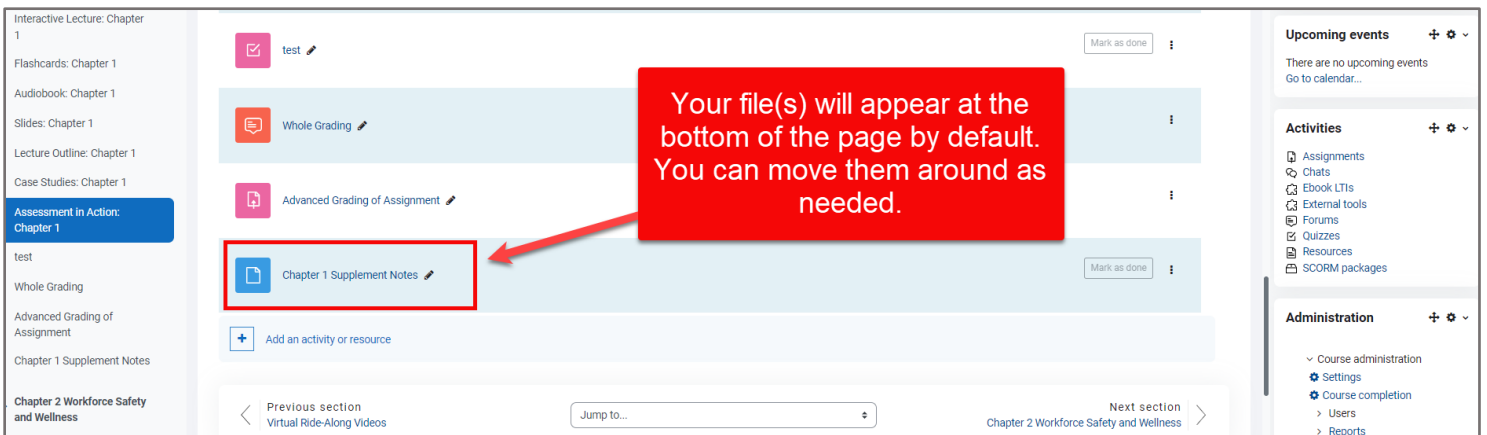 Interactive Lecture: Chapter
1
Flashcards: Chapter 1
Audiobook: Chapter 1
Slides: Chapter 1
Lecture Outline: Chapter 1
Case Studies: Chapter 1
Assessment in Action:
Chapter 1
test
Whole Grading
Advanced Grading of
Assignment
Chapter 1 Supplement Notes
Chapter 2 Workforce Safety
and Wellness
test
Mark as done
Whole Grading
Advanced Grading of Assignment
Chapter 1 Supplement Notes
Mark as done
Your file(s) will appear at the
bottom of the page by default.
You can move them around as
needed.
Add an activity or resource
Previous section
Virtual Ride-Along Videos
Jump to...
Next section
Chapter 2 Workforce Safety and Wellness
Upcoming events
There are no upcoming events
Go to calendar...
Activities
Assignments
Chats
Ebook LTIs
External tools
Forums
Quizzes
Resources
SCORM packages
Administration
Course administration
Settings
Course completion
Users
Reports